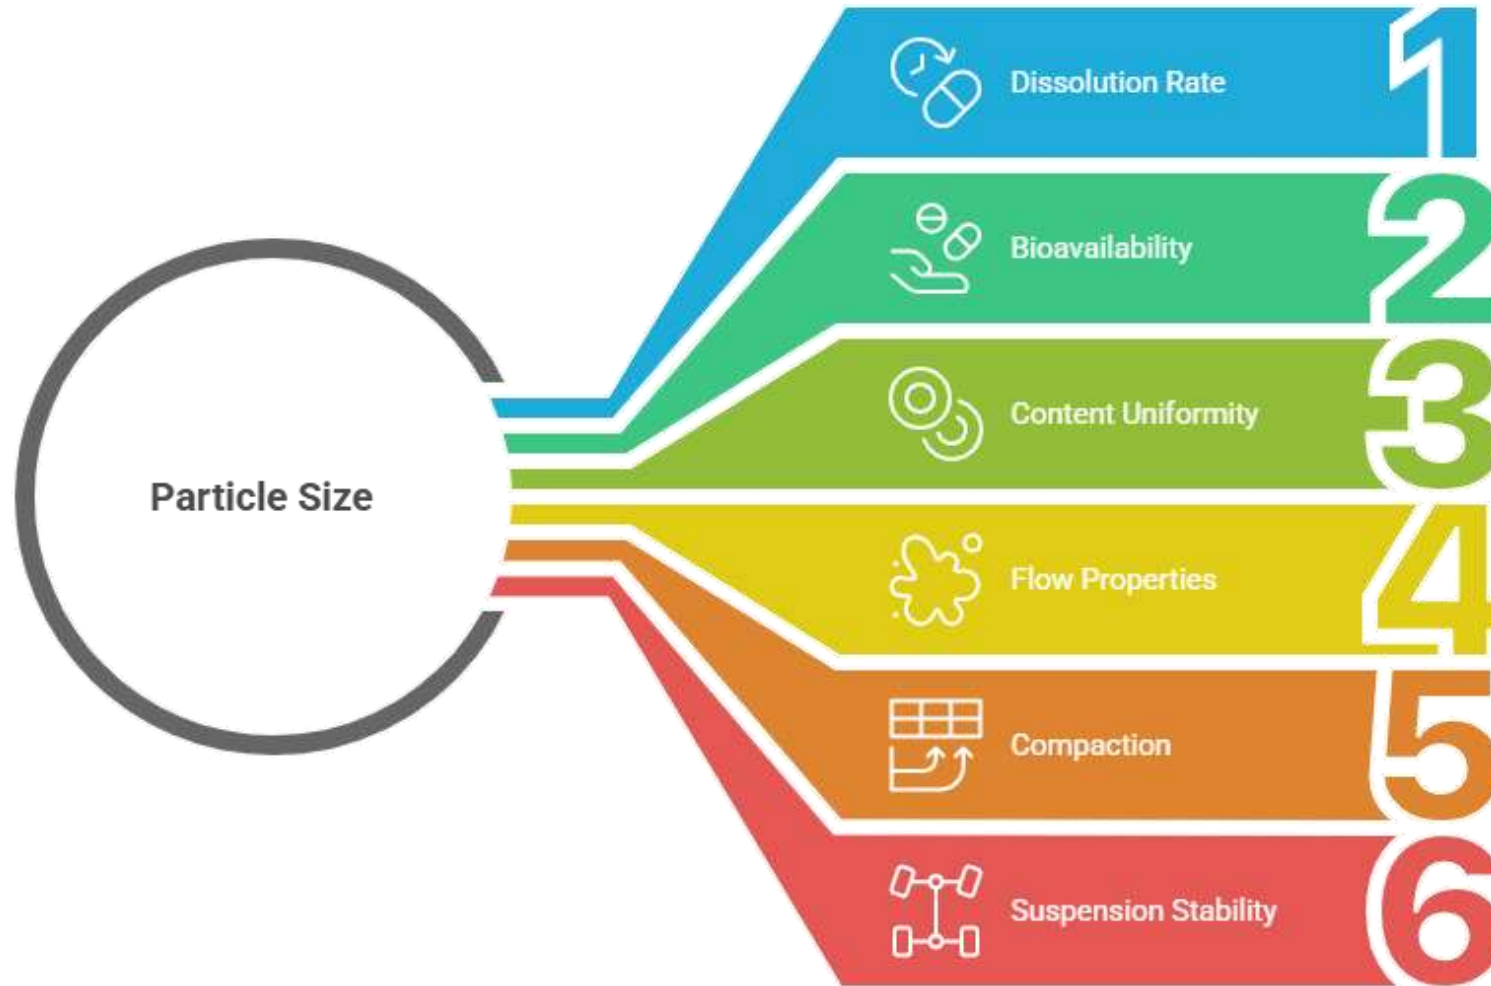 Particle Size
Dissolution Rate
1
Bioavailability
2
Content Uniformity
3
Flow Properties
4
Compaction
5
Suspension Stability
6